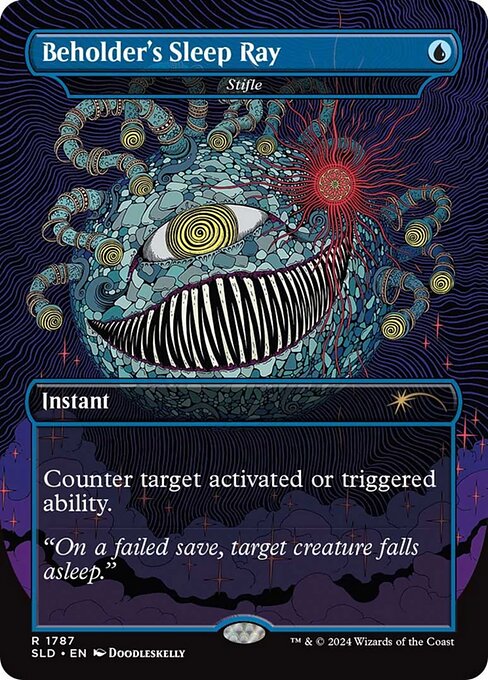 Beholder's Sleep Ray
Stifle
Instant
Counter target activated or triggered
ability.
“On a failed save, target creature falls
asleep.”
R 1787
SLD • EN DOODLESKELLY
™ & © 2024 Wizards of the Coast